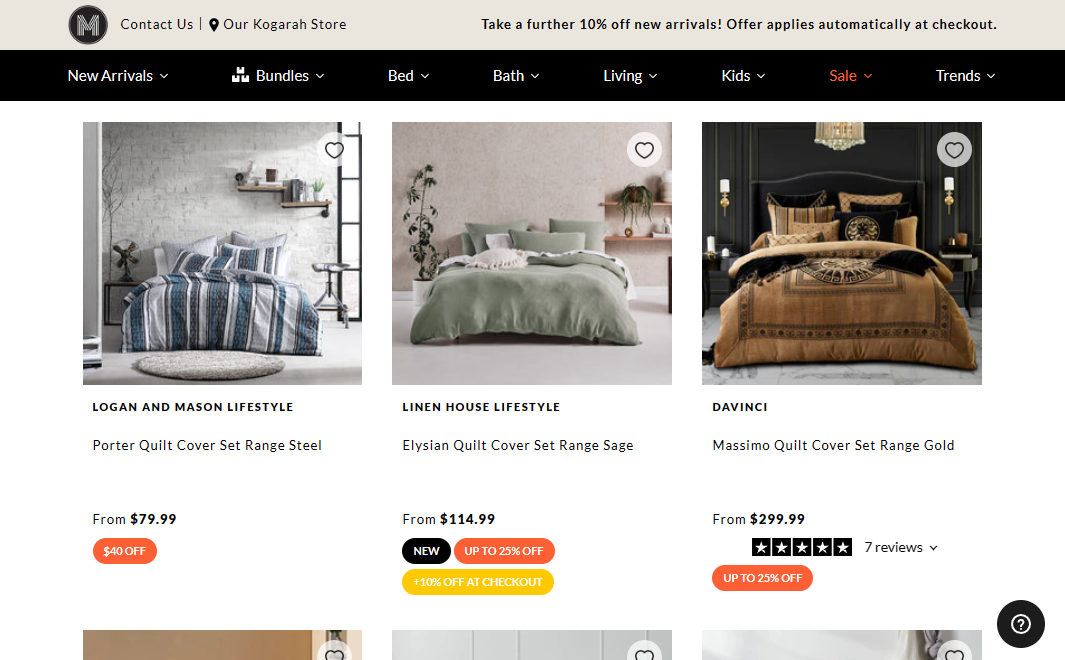 M
Contact Us | Our Kogarah Store
Take a further 10% off new arrivals! Offer applies automatically at checkout.
New Arrivals
Bundles
Bed
Bath
Living
Kids
Sale
Trends
LOGAN AND MASON LIFESTYLE
Porter Quilt Cover Set Range Steel
From $79.99
$40 OFF
LINEN HOUSE LIFESTYLE
Elysian Quilt Cover Set Range Sage
From $114.99
NEW
UP TO 25% OFF
+10% OFF AT CHECKOUT
DAVINCI
Massimo Quilt Cover Set Range Gold
From $299.99
7 reviews
UP TO 25% OFF
?